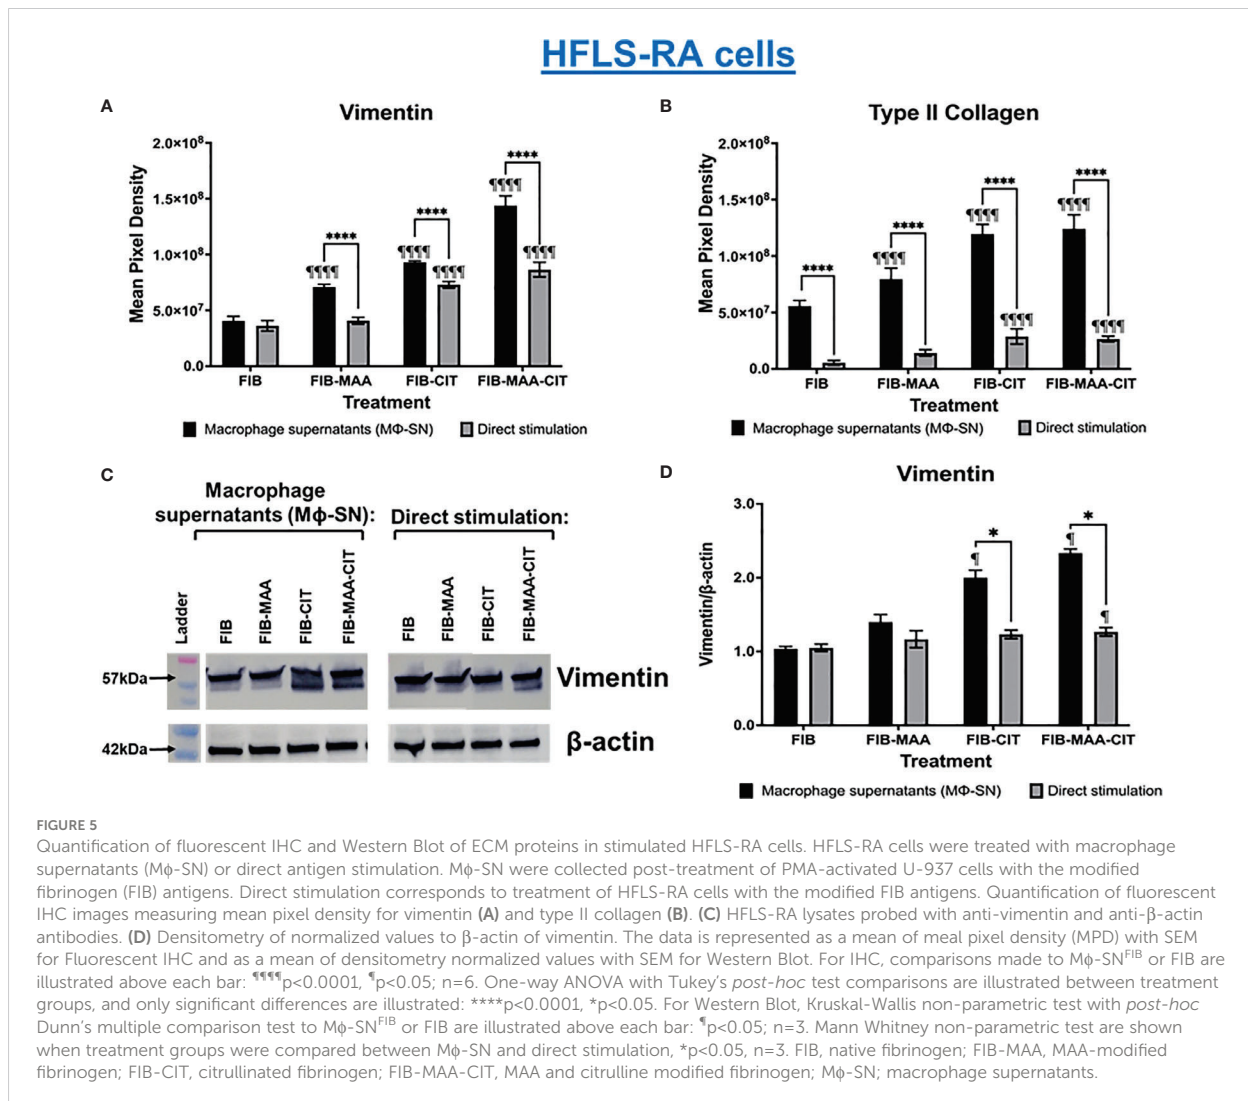 HFLS-RA cells
A
Vimentin
Mean Pixel Density
2.0×10⁸
1.5×10⁸
1.0×10⁸
5.0×10⁷
0.0
¶¶¶¶
****
¶¶¶¶
¶¶¶¶
****
¶¶¶¶
¶¶¶¶
****
FIB
FIB-MAA
FIB-CIT
FIB-MAA-CIT
Treatment
Macrophage supernatants (MΦ-SN)
Direct stimulation
B
Type II Collagen
Mean Pixel Density
2.0×10⁸
1.5×10⁸
1.0×10⁸
5.0×10⁷
0.0
****
¶¶¶¶
****
¶¶¶¶
¶¶¶¶
****
¶¶¶¶
¶¶¶¶
****
FIB
FIB-MAA
FIB-CIT
FIB-MAA-CIT
Treatment
Macrophage supernatants (MΦ-SN)
Direct stimulation
C
Macrophage
supernatants (Mϕ-SN):
Direct stimulation:
Ladder
FIB
FIB-MAA
FIB-CIT
FIB-MAA-CIT
FIB
FIB-MAA
FIB-CIT
FIB-MAA-CIT
57kDa
Vimentin
42kDa
β-actin
D
Vimentin
Vimentin/β-actin
3.0
2.0
1.0
0.0
¶
*
¶
¶
*
FIB
FIB-MAA
FIB-CIT
FIB-MAA-CIT
Treatment
Macrophage supernatants (MΦ-SN)
Direct stimulation
FIGURE 5
Quantification of fluorescent IHC and Western Blot of ECM proteins in stimulated HFLS-RA cells. HFLS-RA cells were treated with macrophage
supernatants (Mϕ-SN) or direct antigen stimulation. Mϕ-SN were collected post-treatment of PMA-activated U-937 cells with the modified
fibrinogen (FIB) antigens. Direct stimulation corresponds to treatment of HFLS-RA cells with the modified FIB antigens. Quantification of fluorescent
IHC images measuring mean pixel density for vimentin (A) and type II collagen (B). (C) HFLS-RA lysates probed with anti-vimentin and anti-β-actin
antibodies. (D) Densitometry of normalized values to β-actin of vimentin. The data is represented as a mean of meal pixel density (MPD) with SEM
for Fluorescent IHC and as a mean of densitometry normalized values with SEM for Western Blot. For IHC, comparisons made to Mϕ-SNᶠᴵᴮ or FIB are
illustrated above each bar: ¶¶¶¶p<0.0001, ¶p<0.05; n=6. One-way ANOVA with Tukey's post-hoc test comparisons are illustrated between treatment
groups, and only significant differences are illustrated: ****p<0.0001, *p<0.05. For Western Blot, Kruskal-Wallis non-parametric test with post-hoc
Dunn's multiple comparison test to Mϕ-SNᶠᴵᴮ or FIB are illustrated above each bar: ¶p<0.05; n=3. Mann Whitney non-parametric test are shown
when treatment groups were compared between Mϕ-SN and direct stimulation, *p<0.05, n=3. FIB, native fibrinogen; FIB-MAA, MAA-modified
fibrinogen; FIB-CIT, citrullinated fibrinogen; FIB-MAA-CIT, MAA and citrulline modified fibrinogen; Mϕ-SN; macrophage supernatants.